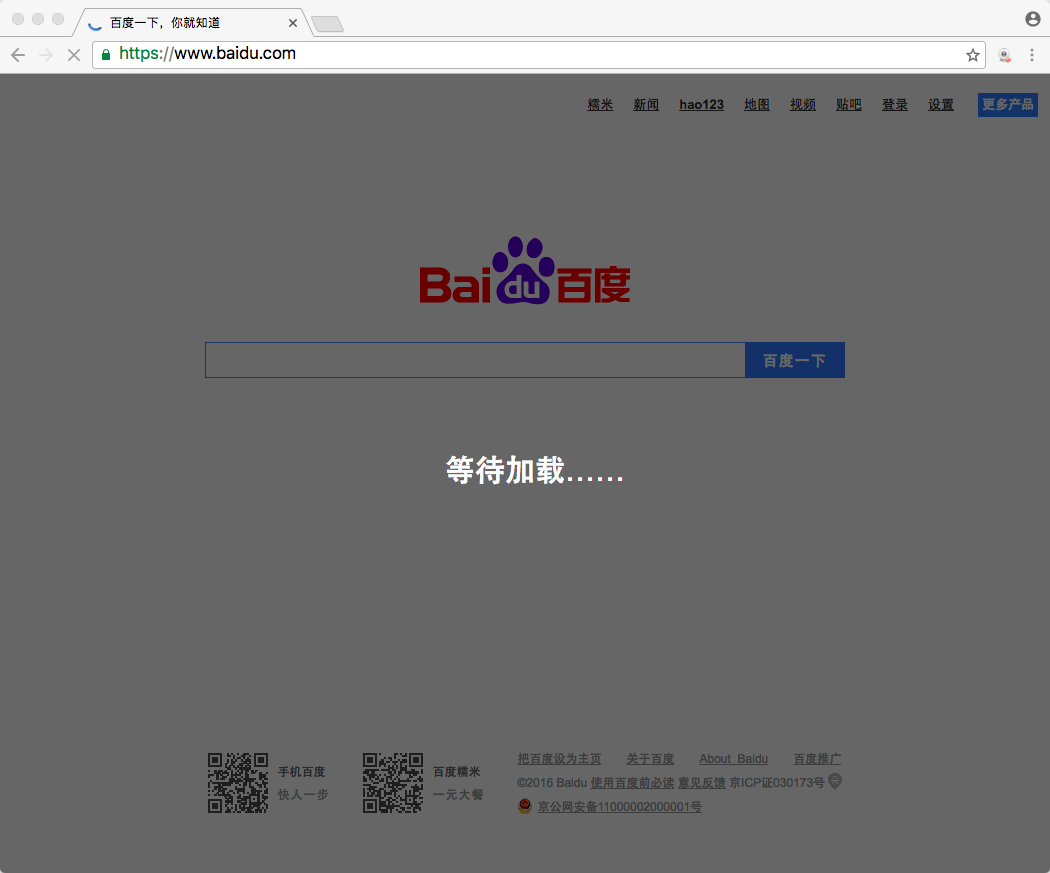 百度一下，你就知道
https://www.baidu.com
糯米 新闻 hao123 地图 视频 贴吧 登录 设置 更多产品
Bai du 百度
百度一下
等待加载……
手机百度
快人一步
百度糯米
一元大餐
把百度设为主页 关于百度 About Baidu 百度推广
©2016 Baidu 使用百度前必读 意见反馈 京ICP证030173号
京公网安备11000002000001号